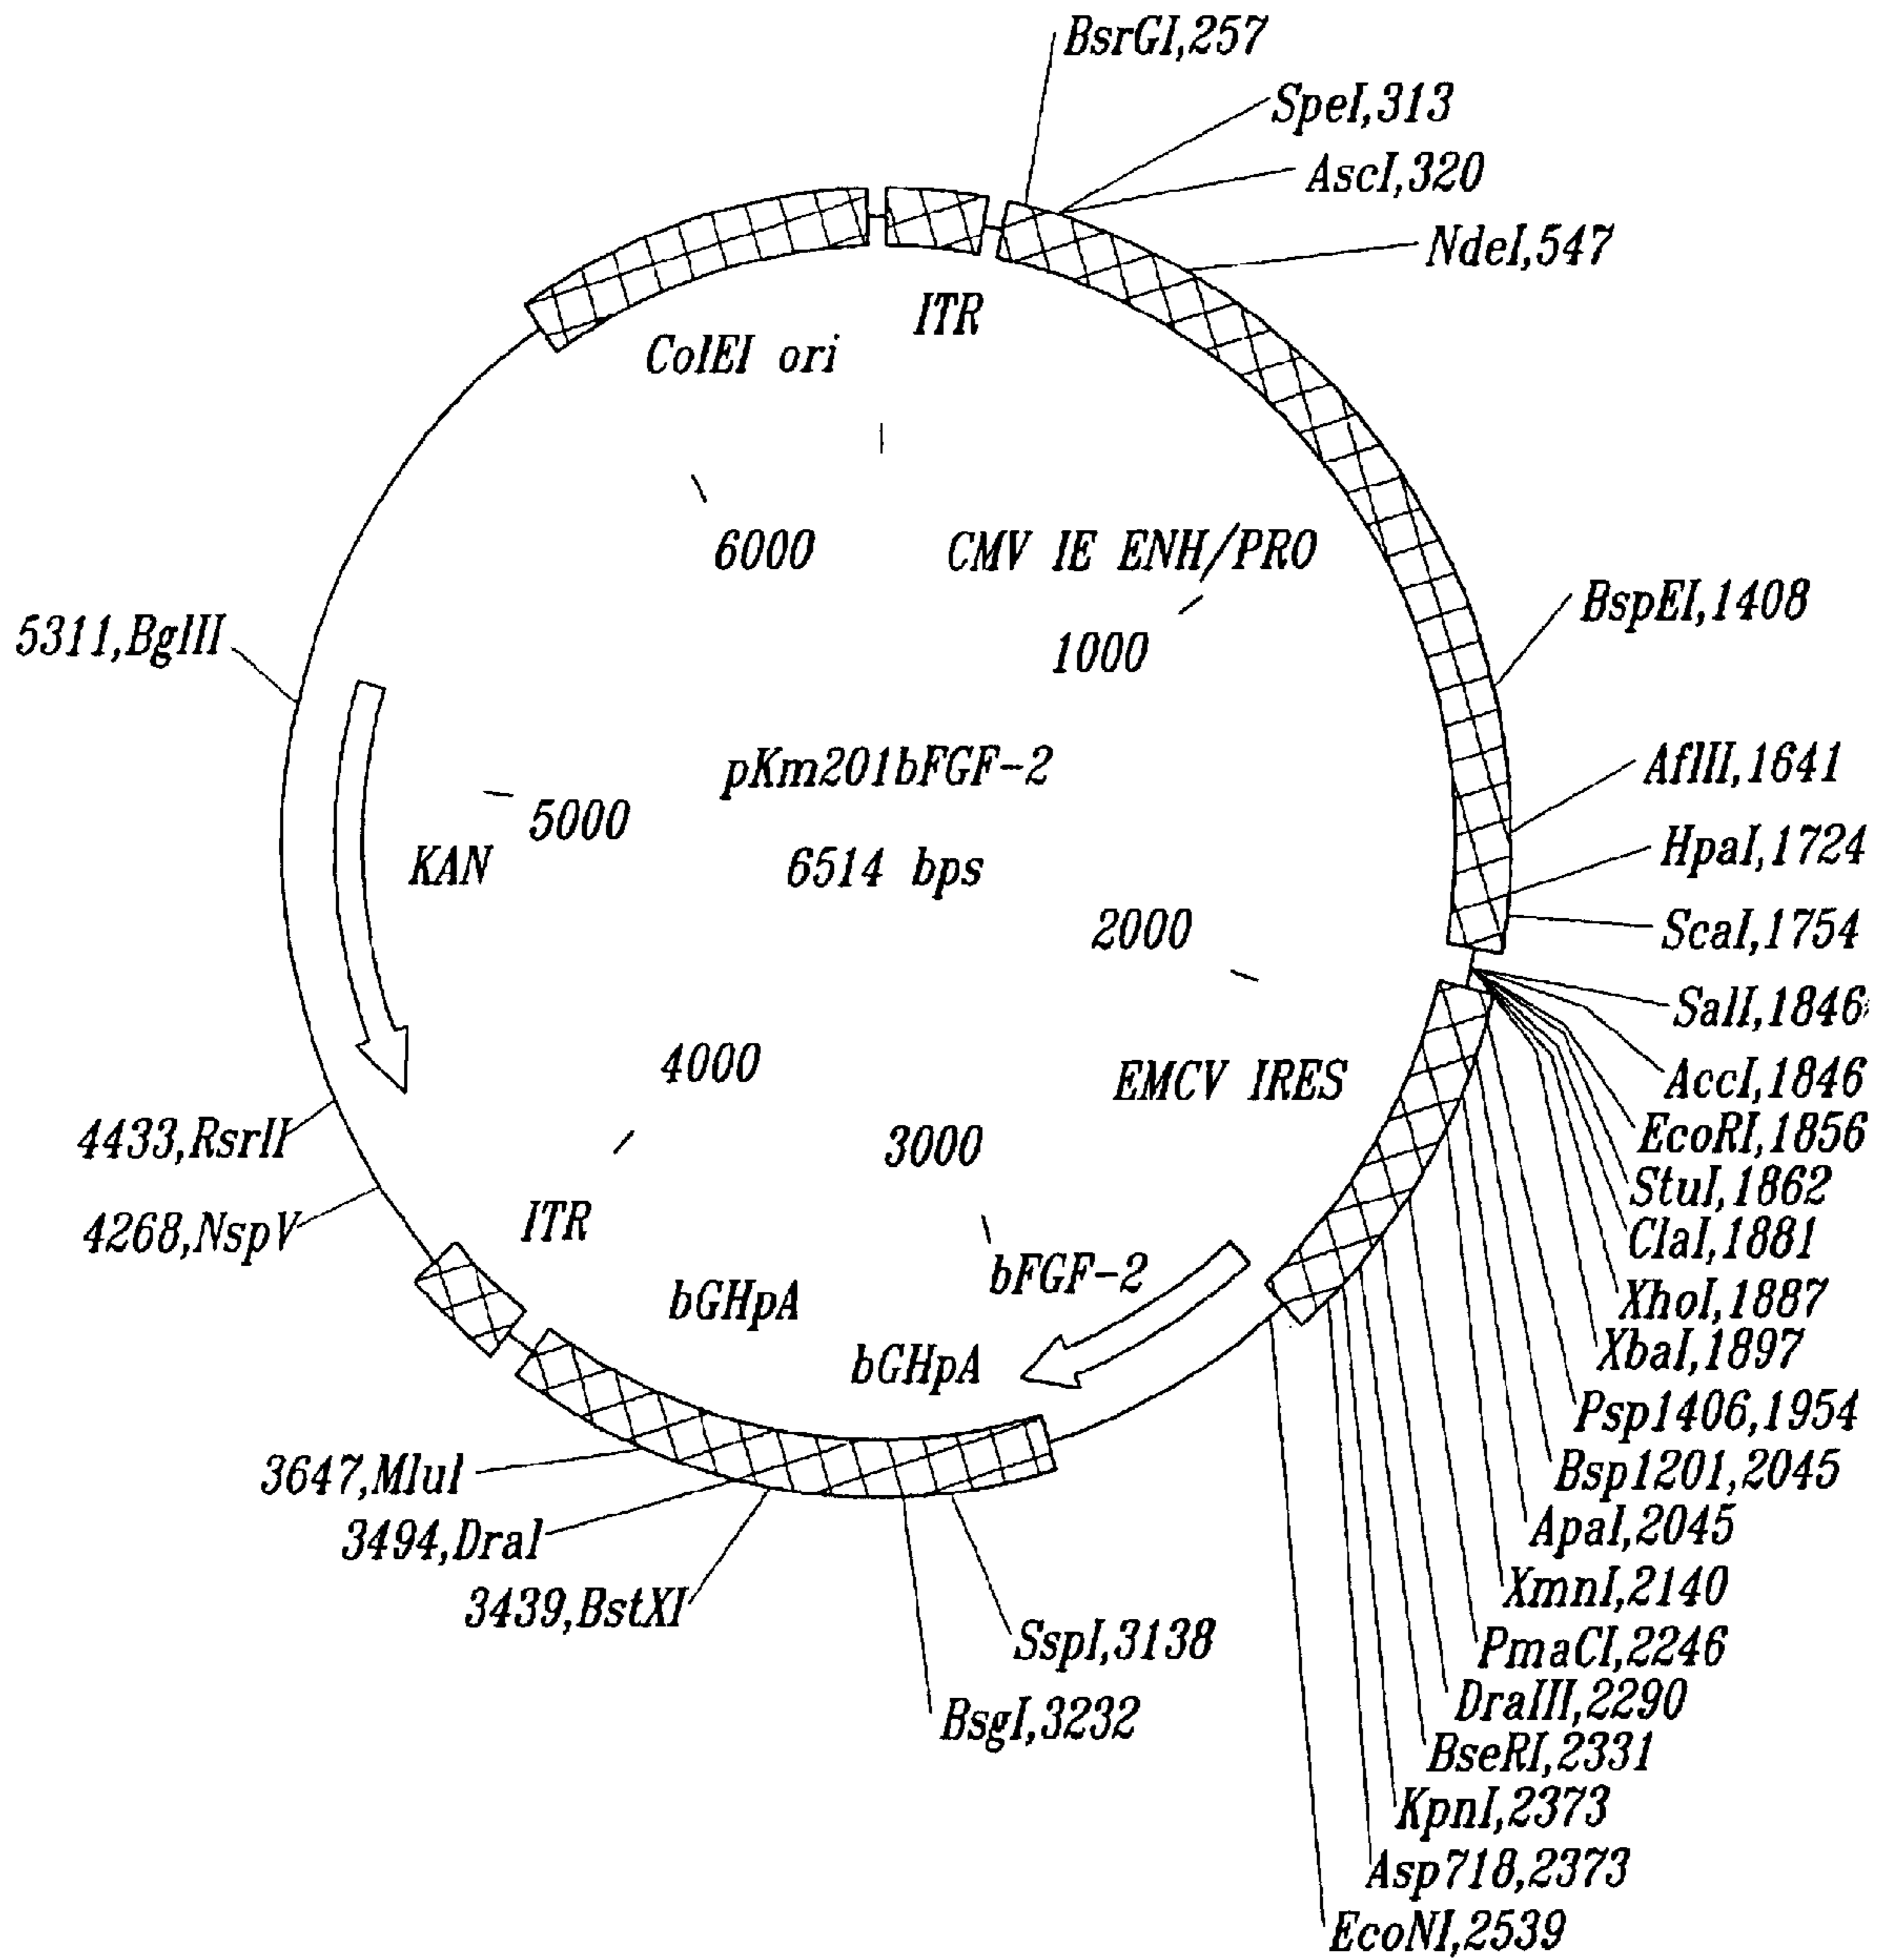 BsrGI,257
SpeI,313
AscI,320
NdeI,547
ITR
ColEI ori
6000
CMV IE ENH/PRO
BspEI,1408
5311,BglII
1000
AflII,1641
pKm201bFGF-2
5000
HpaI,1724
KAN
6514 bps
2000
ScaI,1754
SalI,1846
4000
EMCV IRES
AccI,1846
4433,RsrII
3000
EcoRI,1856
StuI,1862
4268,NspV
ITR
ClaI,1881
bFGF-2
bGHpA
XhoI,1887
XbaI,1897
bGHpA
Psp1406,1954
3647,MluI
Bsp1201,2045
3494,DraI
ApaI,2045
3439,BstXI
XmnI,2140
SspI,3138
PmaCI,2246
DraIII,2290
BsgI,3232
BseRI,2331
KpnI,2373
Asp718,2373
EcoNI,2539